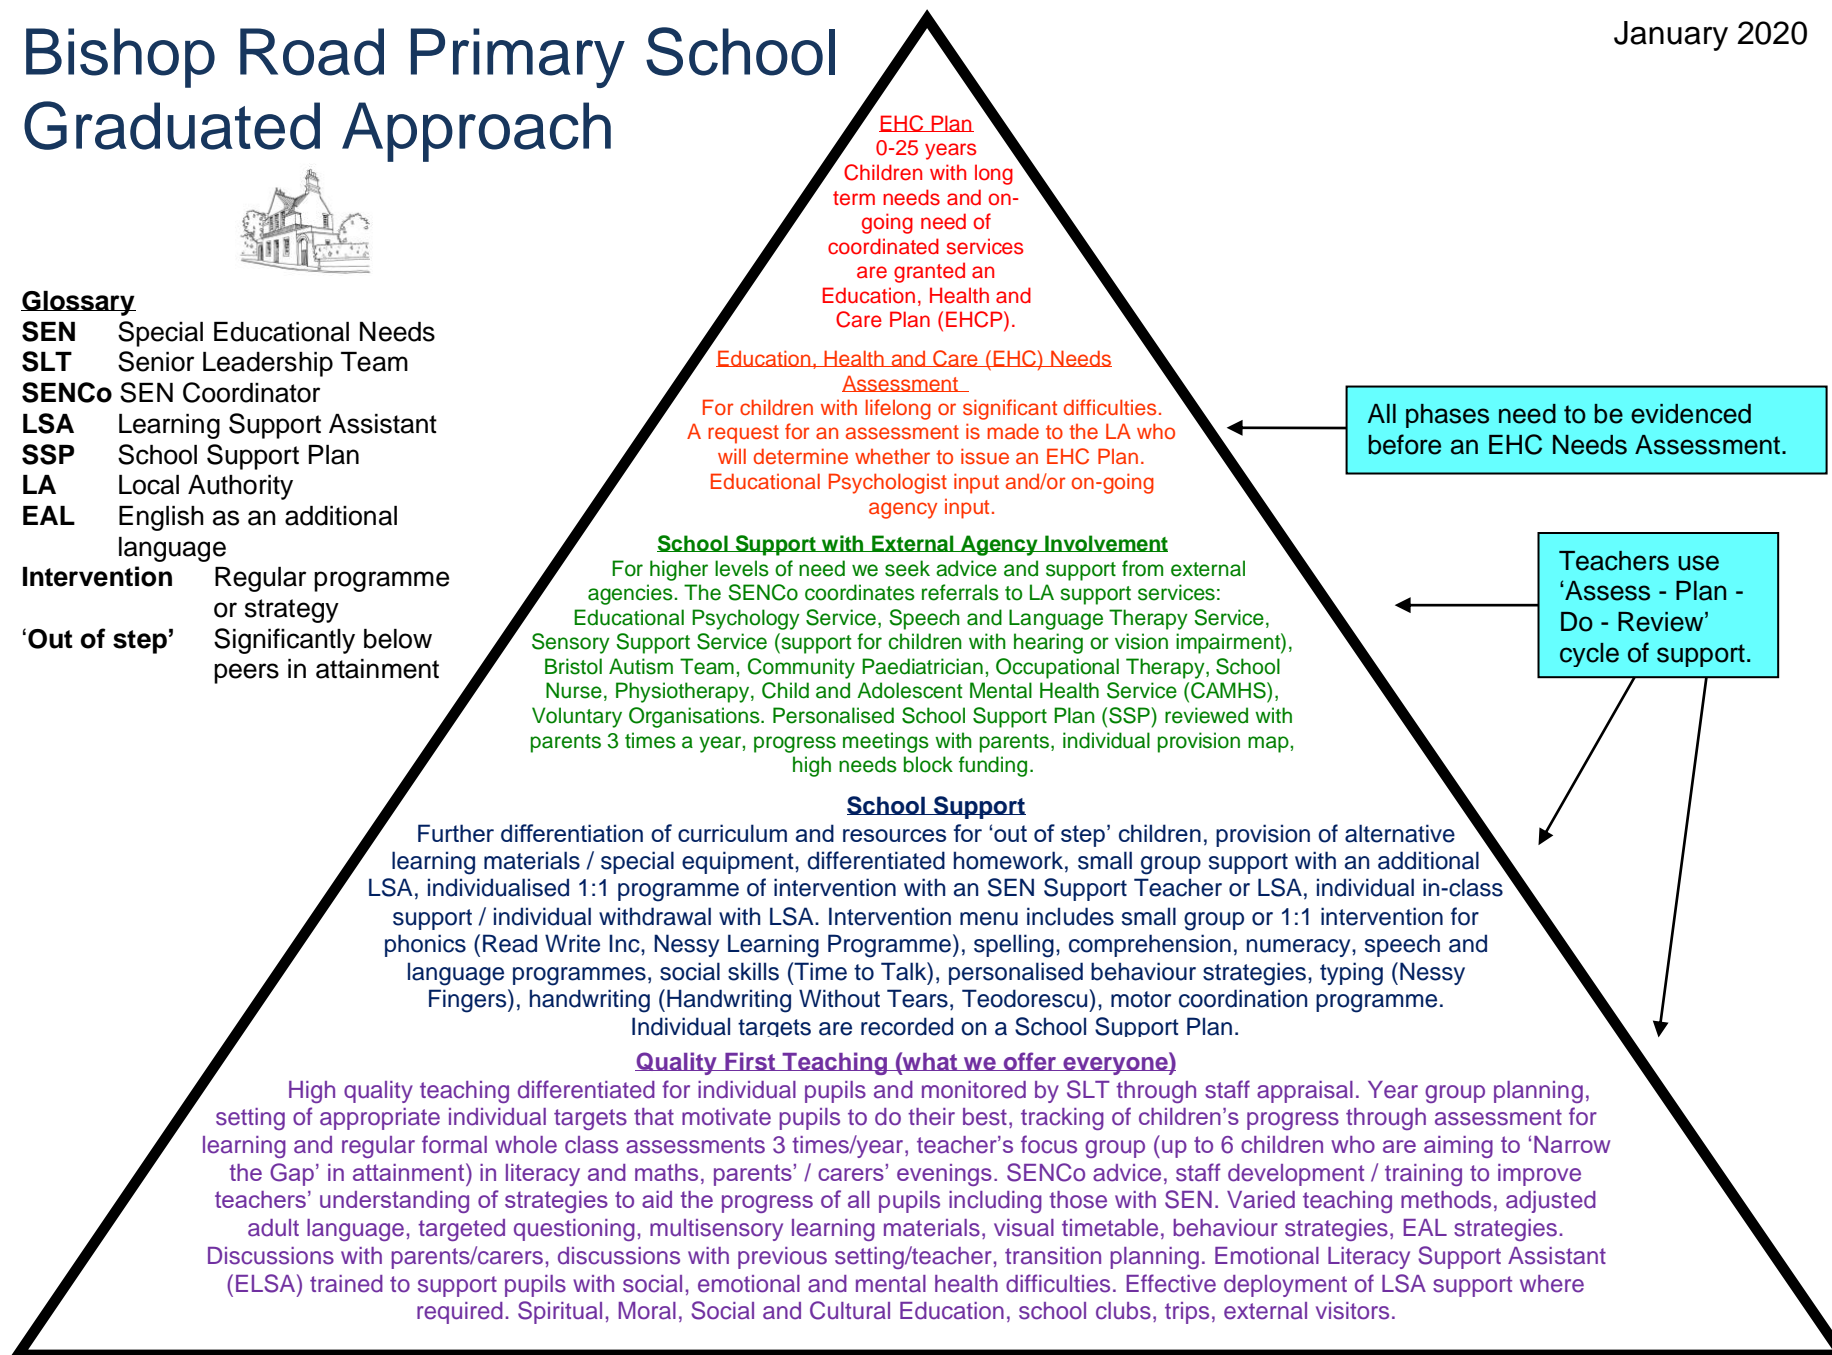 Bishop Road Primary School
Graduated Approach
January 2020
Glossary
SEN Special Educational Needs
SLT Senior Leadership Team
SENCo SEN Coordinator
LSA Learning Support Assistant
SSP School Support Plan
LA Local Authority
EAL English as an additional
language
Intervention Regular programme
or strategy
‘Out of step’ Significantly below
peers in attainment
EHC Plan
0-25 years
Children with long
term needs and on-
going need of
coordinated services
are granted an
Education, Health and
Care Plan (EHCP).
Education, Health and Care (EHC) Needs
Assessment
For children with lifelong or significant difficulties.
A request for an assessment is made to the LA who
will determine whether to issue an EHC Plan.
Educational Psychologist input and/or on-going
agency input.
All phases need to be evidenced
before an EHC Needs Assessment.
School Support with External Agency Involvement
For higher levels of need we seek advice and support from external
agencies. The SENCo coordinates referrals to LA support services:
Educational Psychology Service, Speech and Language Therapy Service,
Sensory Support Service (support for children with hearing or vision impairment),
Bristol Autism Team, Community Paediatrician, Occupational Therapy, School
Nurse, Physiotherapy, Child and Adolescent Mental Health Service (CAMHS),
Voluntary Organisations. Personalised School Support Plan (SSP) reviewed with
parents 3 times a year, progress meetings with parents, individual provision map,
high needs block funding.
Teachers use
‘Assess - Plan -
Do - Review’
cycle of support.
School Support
Further differentiation of curriculum and resources for ‘out of step’ children, provision of alternative
learning materials / special equipment, differentiated homework, small group support with an additional
LSA, individualised 1:1 programme of intervention with an SEN Support Teacher or LSA, individual in-class
support / individual withdrawal with LSA. Intervention menu includes small group or 1:1 intervention for
phonics (Read Write Inc, Nessy Learning Programme), spelling, comprehension, numeracy, speech and
language programmes, social skills (Time to Talk), personalised behaviour strategies, typing (Nessy
Fingers), handwriting (Handwriting Without Tears, Teodorescu), motor coordination programme.
Individual targets are recorded on a School Support Plan.
Quality First Teaching (what we offer everyone)
High quality teaching differentiated for individual pupils and monitored by SLT through staff appraisal. Year group planning,
setting of appropriate individual targets that motivate pupils to do their best, tracking of children’s progress through assessment for
learning and regular formal whole class assessments 3 times/year, teacher’s focus group (up to 6 children who are aiming to ‘Narrow
the Gap’ in attainment) in literacy and maths, parents’ / carers’ evenings. SENCo advice, staff development / training to improve
teachers’ understanding of strategies to aid the progress of all pupils including those with SEN. Varied teaching methods, adjusted
adult language, targeted questioning, multisensory learning materials, visual timetable, behaviour strategies, EAL strategies.
Discussions with parents/carers, discussions with previous setting/teacher, transition planning. Emotional Literacy Support Assistant
(ELSA) trained to support pupils with social, emotional and mental health difficulties. Effective deployment of LSA support where
required. Spiritual, Moral, Social and Cultural Education, school clubs, trips, external visitors.